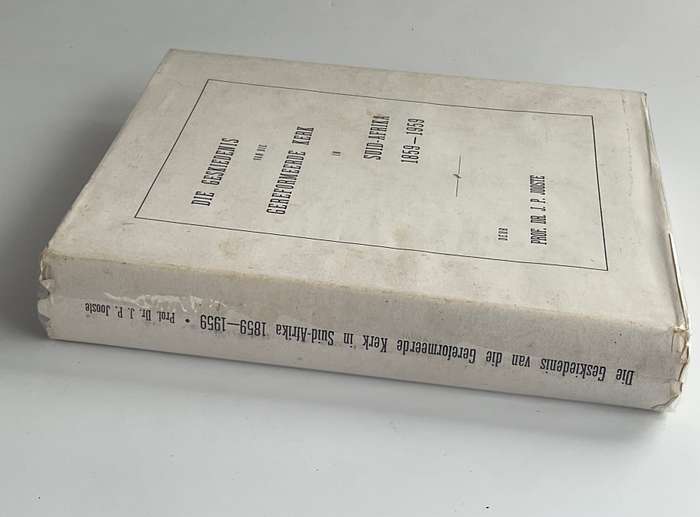 DIE GESKIEDENIS
VAN DIE
GEREFORMEERDE KERK
IN
SUID-AFRIKA
1859—1959
DEUR
PROF. DR. J. P. JOOSTE
Die Geskiedenis van die Gereformeerde Kerk in Suid-Afrika 1859—1959 • Prof. Dr. J. P. Jooste